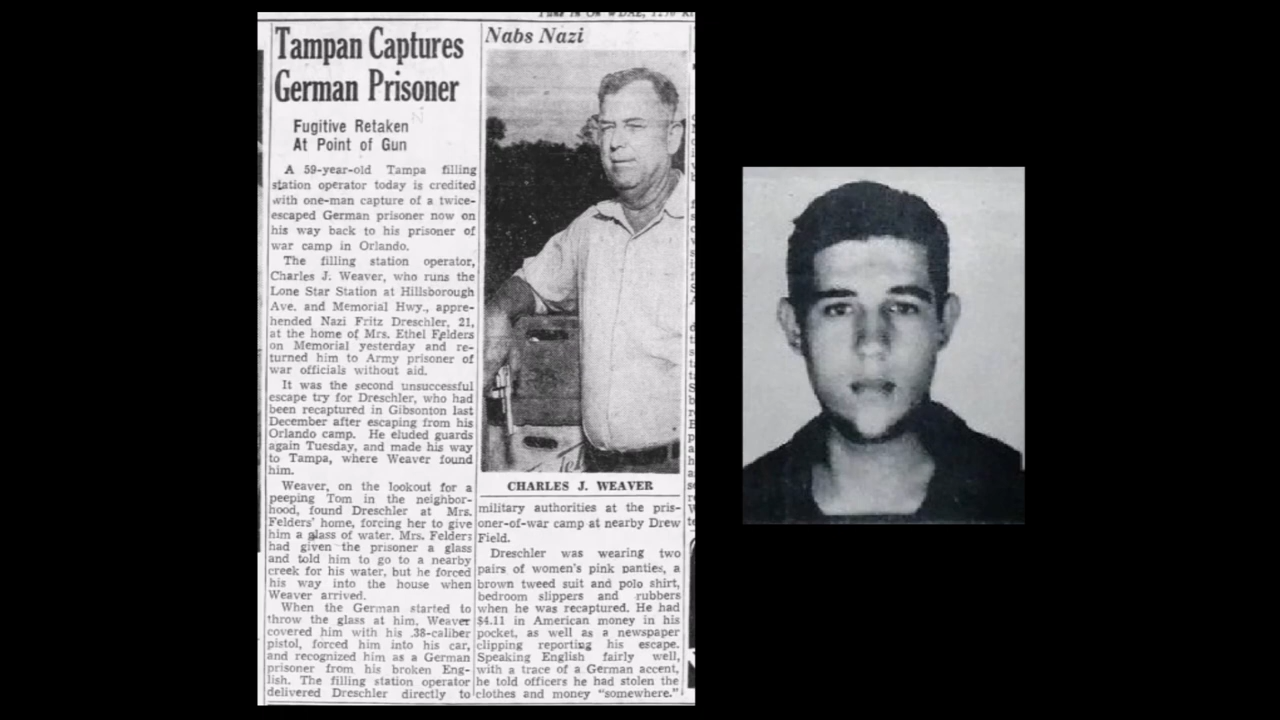 Tampan Captures
German Prisoner
Fugitive Retaken
At Point of Gun
A 59-year-old Tampa filling
station operator today is credited
with one-man capture of a twice-
escaped German prisoner now on
his way back to his prisoner of
war camp in Orlando.
The filling station operator,
Charles J. Weaver, who runs the
Lone Star Station at Hillsborough
Ave. and Memorial Hwy., appre-
hended Nazi Fritz Dreschler, 21,
at the home of Mrs. Ethel Felders
on Memorial yesterday and re-
turned him to Army prisoner of
war officials without aid.
It was the second unsuccessful
escape try for Dreschler, who had
been recaptured in Gibsonton last
December after escaping from his
Orlando camp. He eluded guards
again Tuesday, and made his way
to Tampa, where Weaver found
him.
Weaver, on the lookout for a
peeping Tom in the neighbor-
hood, found Dreschler at Mrs.
Felders' home, forcing her to give
him a glass of water. Mrs. Felders
had given the prisoner a glass
and told him to go to a nearby
creek for his water, but he forced
his way into the house when
Weaver arrived.
When the German started to
throw the glass at him, Weaver
covered him with his .38-caliber
pistol, forced him into his car,
and recognized him as a German
prisoner from his broken Eng-
lish. The filling station operator
delivered Dreschler directly to
Nabs Nazi
CHARLES J. WEAVER
military authorities at the pris-
oner-of-war camp at nearby Drew
Field.
Dreschler was wearing two
pairs of women's pink panties, a
brown tweed suit and polo shirt,
bedroom slippers and rubbers
when he was recaptured. He had
$4.11 in American money in his
pocket, as well as a newspaper
clipping reporting his escape.
Speaking English fairly well,
with a trace of a German accent,
he told officers he had stolen the
clothes and money "somewhere."